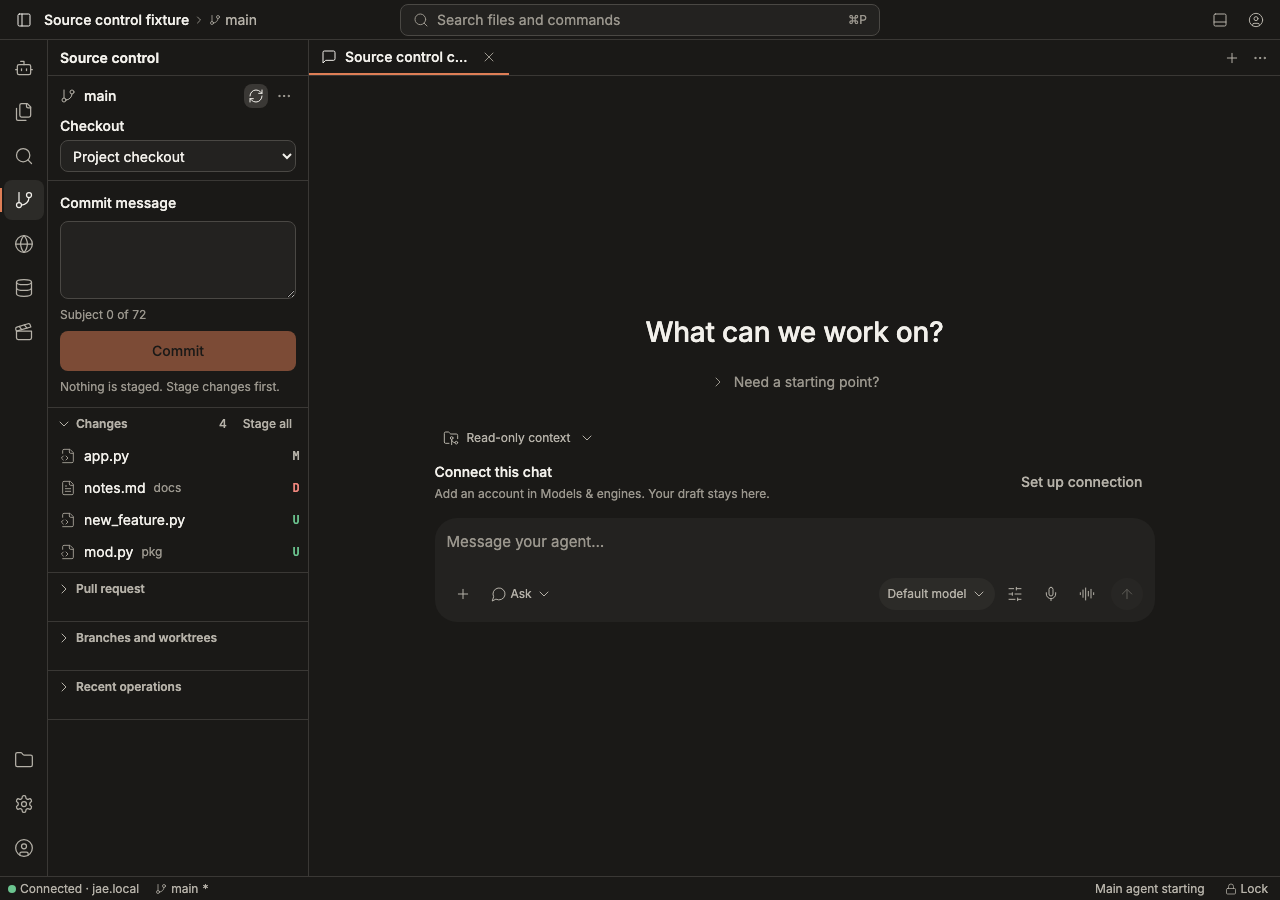 Source control fixture main
Search files and commands ⌘P
Source control
Source control c...
main
Checkout
Project checkout
Commit message
Subject 0 of 72
Commit
Nothing is staged. Stage changes first.
Changes 4 Stage all
app.py M
notes.md docs D
new_feature.py U
mod.py pkg U
Pull request
Branches and worktrees
Recent operations
What can we work on?
Need a starting point?
Read-only context
Connect this chat
Add an account in Models & engines. Your draft stays here.
Set up connection
Message your agent...
Ask Default model
Connected · jae.local main * Main agent starting Lock